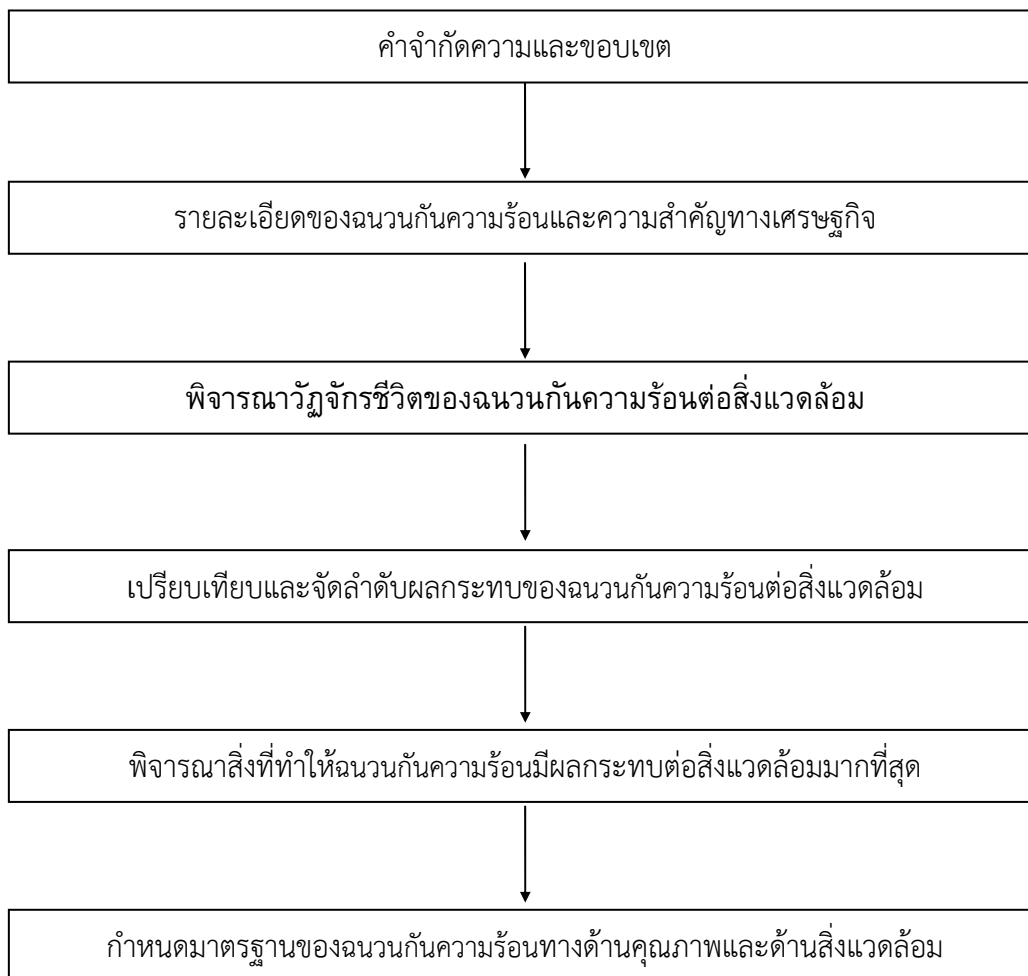 คำจำกัดความและขอบเขต
รายละเอียดของฉนวนกันความร้อนและความสำคัญทางเศรษฐกิจ
พิจารณาวัฏจักรชีวิตของฉนวนกันความร้อนต่อสิ่งแวดล้อม
เปรียบเทียบและจัดลำดับผลกระทบของฉนวนกันความร้อนต่อสิ่งแวดล้อม
พิจารณาสิ่งที่ทำให้ฉนวนกันความร้อนมีผลกระทบต่อสิ่งแวดล้อมมากที่สุด
กำหนดมาตรฐานของฉนวนกันความร้อนทางด้านคุณภาพและด้านสิ่งแวดล้อม